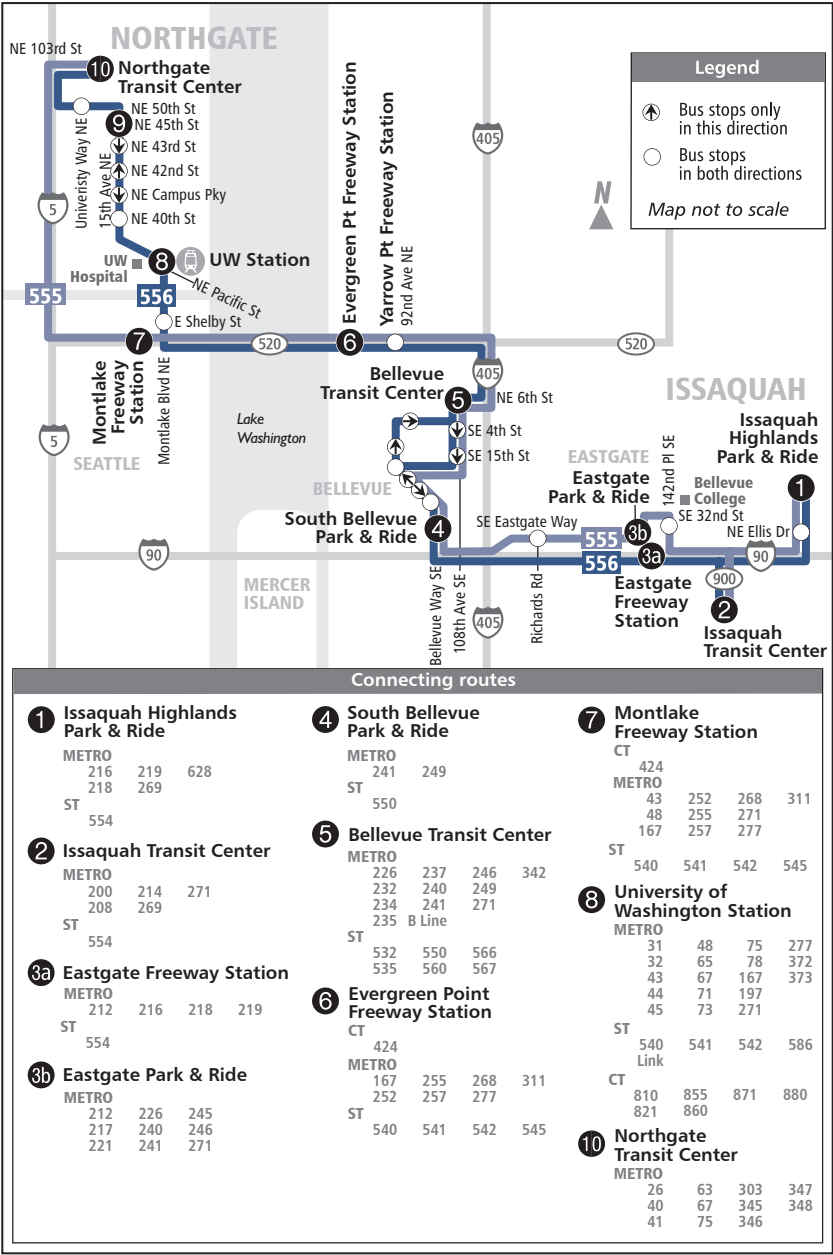 NORTHGATE
NE 103rd St
10
Northgate
Transit Center
NE 50th St
9
NE 45th St
NE 43rd St
NE 42nd St
NE Campus Pky
NE 40th St
Univeristy Way NE
15th Ave NE
5
UW
Hospital
8
UW Station
NE Pacific St
555
556
E Shelby St
7
Montlake
Freeway
Station
Montlake Blvd NE
520
6
Evergreen Pt Freeway Station
Yarrow Pt Freeway Station
92nd Ave NE
405
Legend
Bus stops only
in this direction
Bus stops
in both directions
Map not to scale
N
520
405
Bellevue
Transit Center
5
NE 6th St
SE 4th St
SE 15th St
5
SEATTLE
Lake
Washington
BELLEVUE
South Bellevue
Park & Ride
4
Bellevue Way SE
108th Ave SE
90
MERCER
ISLAND
405
ISSAQUAH
Issaquah
Highlands
Park & Ride
1
EASTGATE
Eastgate
Park & Ride
142nd Pl SE
Bellevue
College
SE 32nd St
NE Ellis Dr
SE Eastgate Way
555
3b
556
3a
90
Richards Rd
Eastgate
Freeway
Station
900
2
Issaquah
Transit Center
Connecting routes
1 Issaquah Highlands
Park & Ride
METRO
216 219 628
218 269
ST
554
2 Issaquah Transit Center
METRO
200 214 271
208 269
ST
554
3a Eastgate Freeway Station
METRO
212 216 218 219
ST
554
3b Eastgate Park & Ride
METRO
212 226 245
217 240 246
221 241 271
4 South Bellevue
Park & Ride
METRO
241 249
ST
550
5 Bellevue Transit Center
METRO
226 237 246 342
232 240 249
234 241 271
235 B Line
ST
532 550 566
535 560 567
6 Evergreen Point
Freeway Station
CT
424
METRO
167 255 268 311
252 257 277
ST
540 541 542 545
7 Montlake
Freeway Station
CT
424
METRO
43 252 268 311
48 255 271
167 257 277
ST
540 541 542 545
8 University of
Washington Station
METRO
31 48 75 277
32 65 78 372
43 67 167 373
44 71 197
45 73 271
ST
540 541 542 586
Link
CT
810 855 871 880
821 860
10 Northgate
Transit Center
METRO
26 63 303 347
40 67 345 348
41 75 346